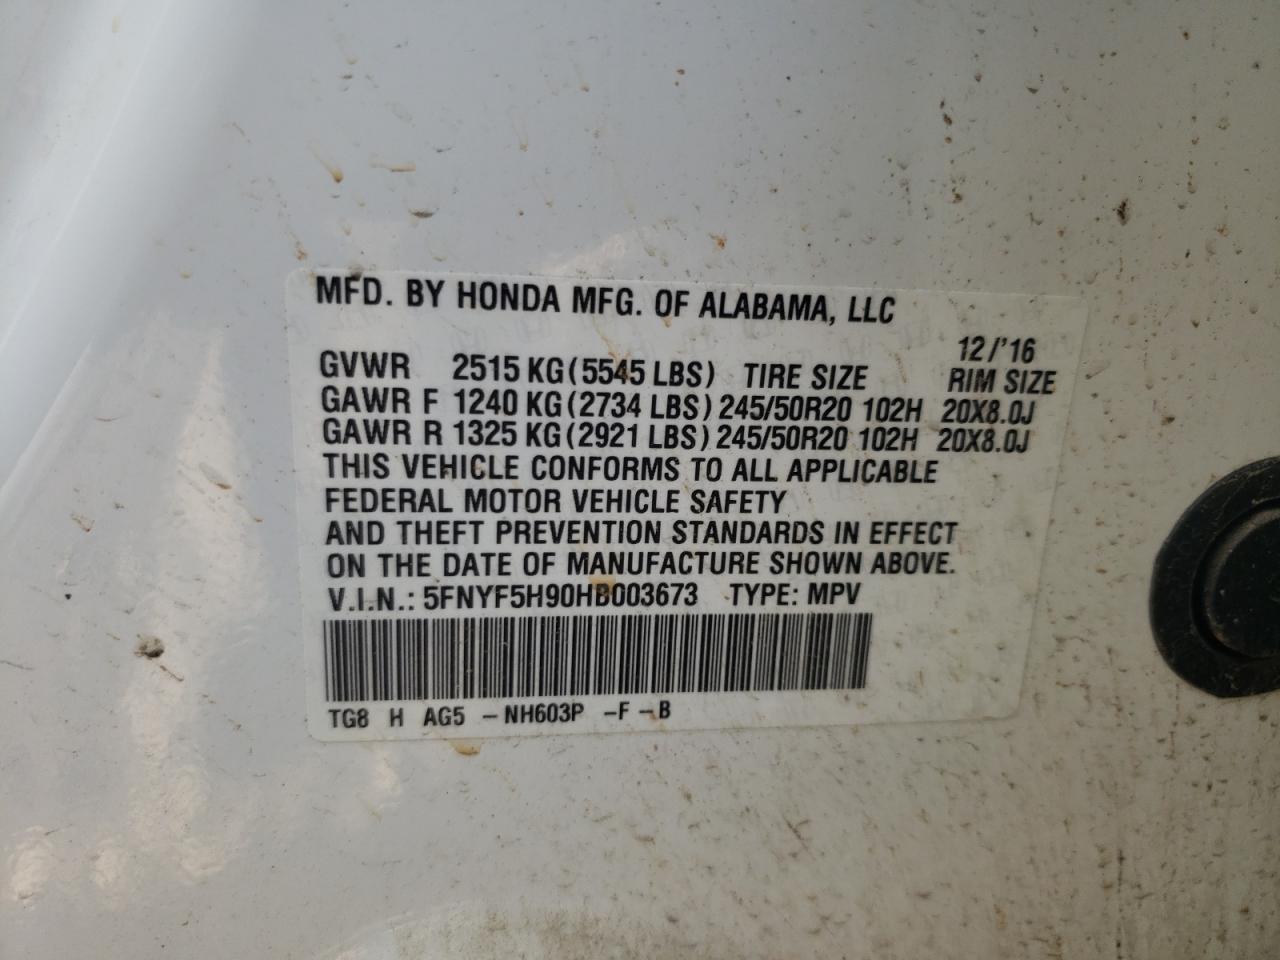 MFD. BY HONDA MFG. OF ALABAMA, LLC
12/'16
GVWR 2515 KG(5545 LBS) TIRE SIZE RIM SIZE
GAWR F 1240 KG(2734 LBS) 245/50R20 102H 20X8.0J
GAWR R 1325 KG(2921 LBS) 245/50R20 102H 20X8.0J
THIS VEHICLE CONFORMS TO ALL APPLICABLE
FEDERAL MOTOR VEHICLE SAFETY
AND THEFT PREVENTION STANDARDS IN EFFECT
ON THE DATE OF MANUFACTURE SHOWN ABOVE.
V.I.N.: 5FNYF5H90HB003673 TYPE: MPV
TG8 H AG5 -NH603P -F -B